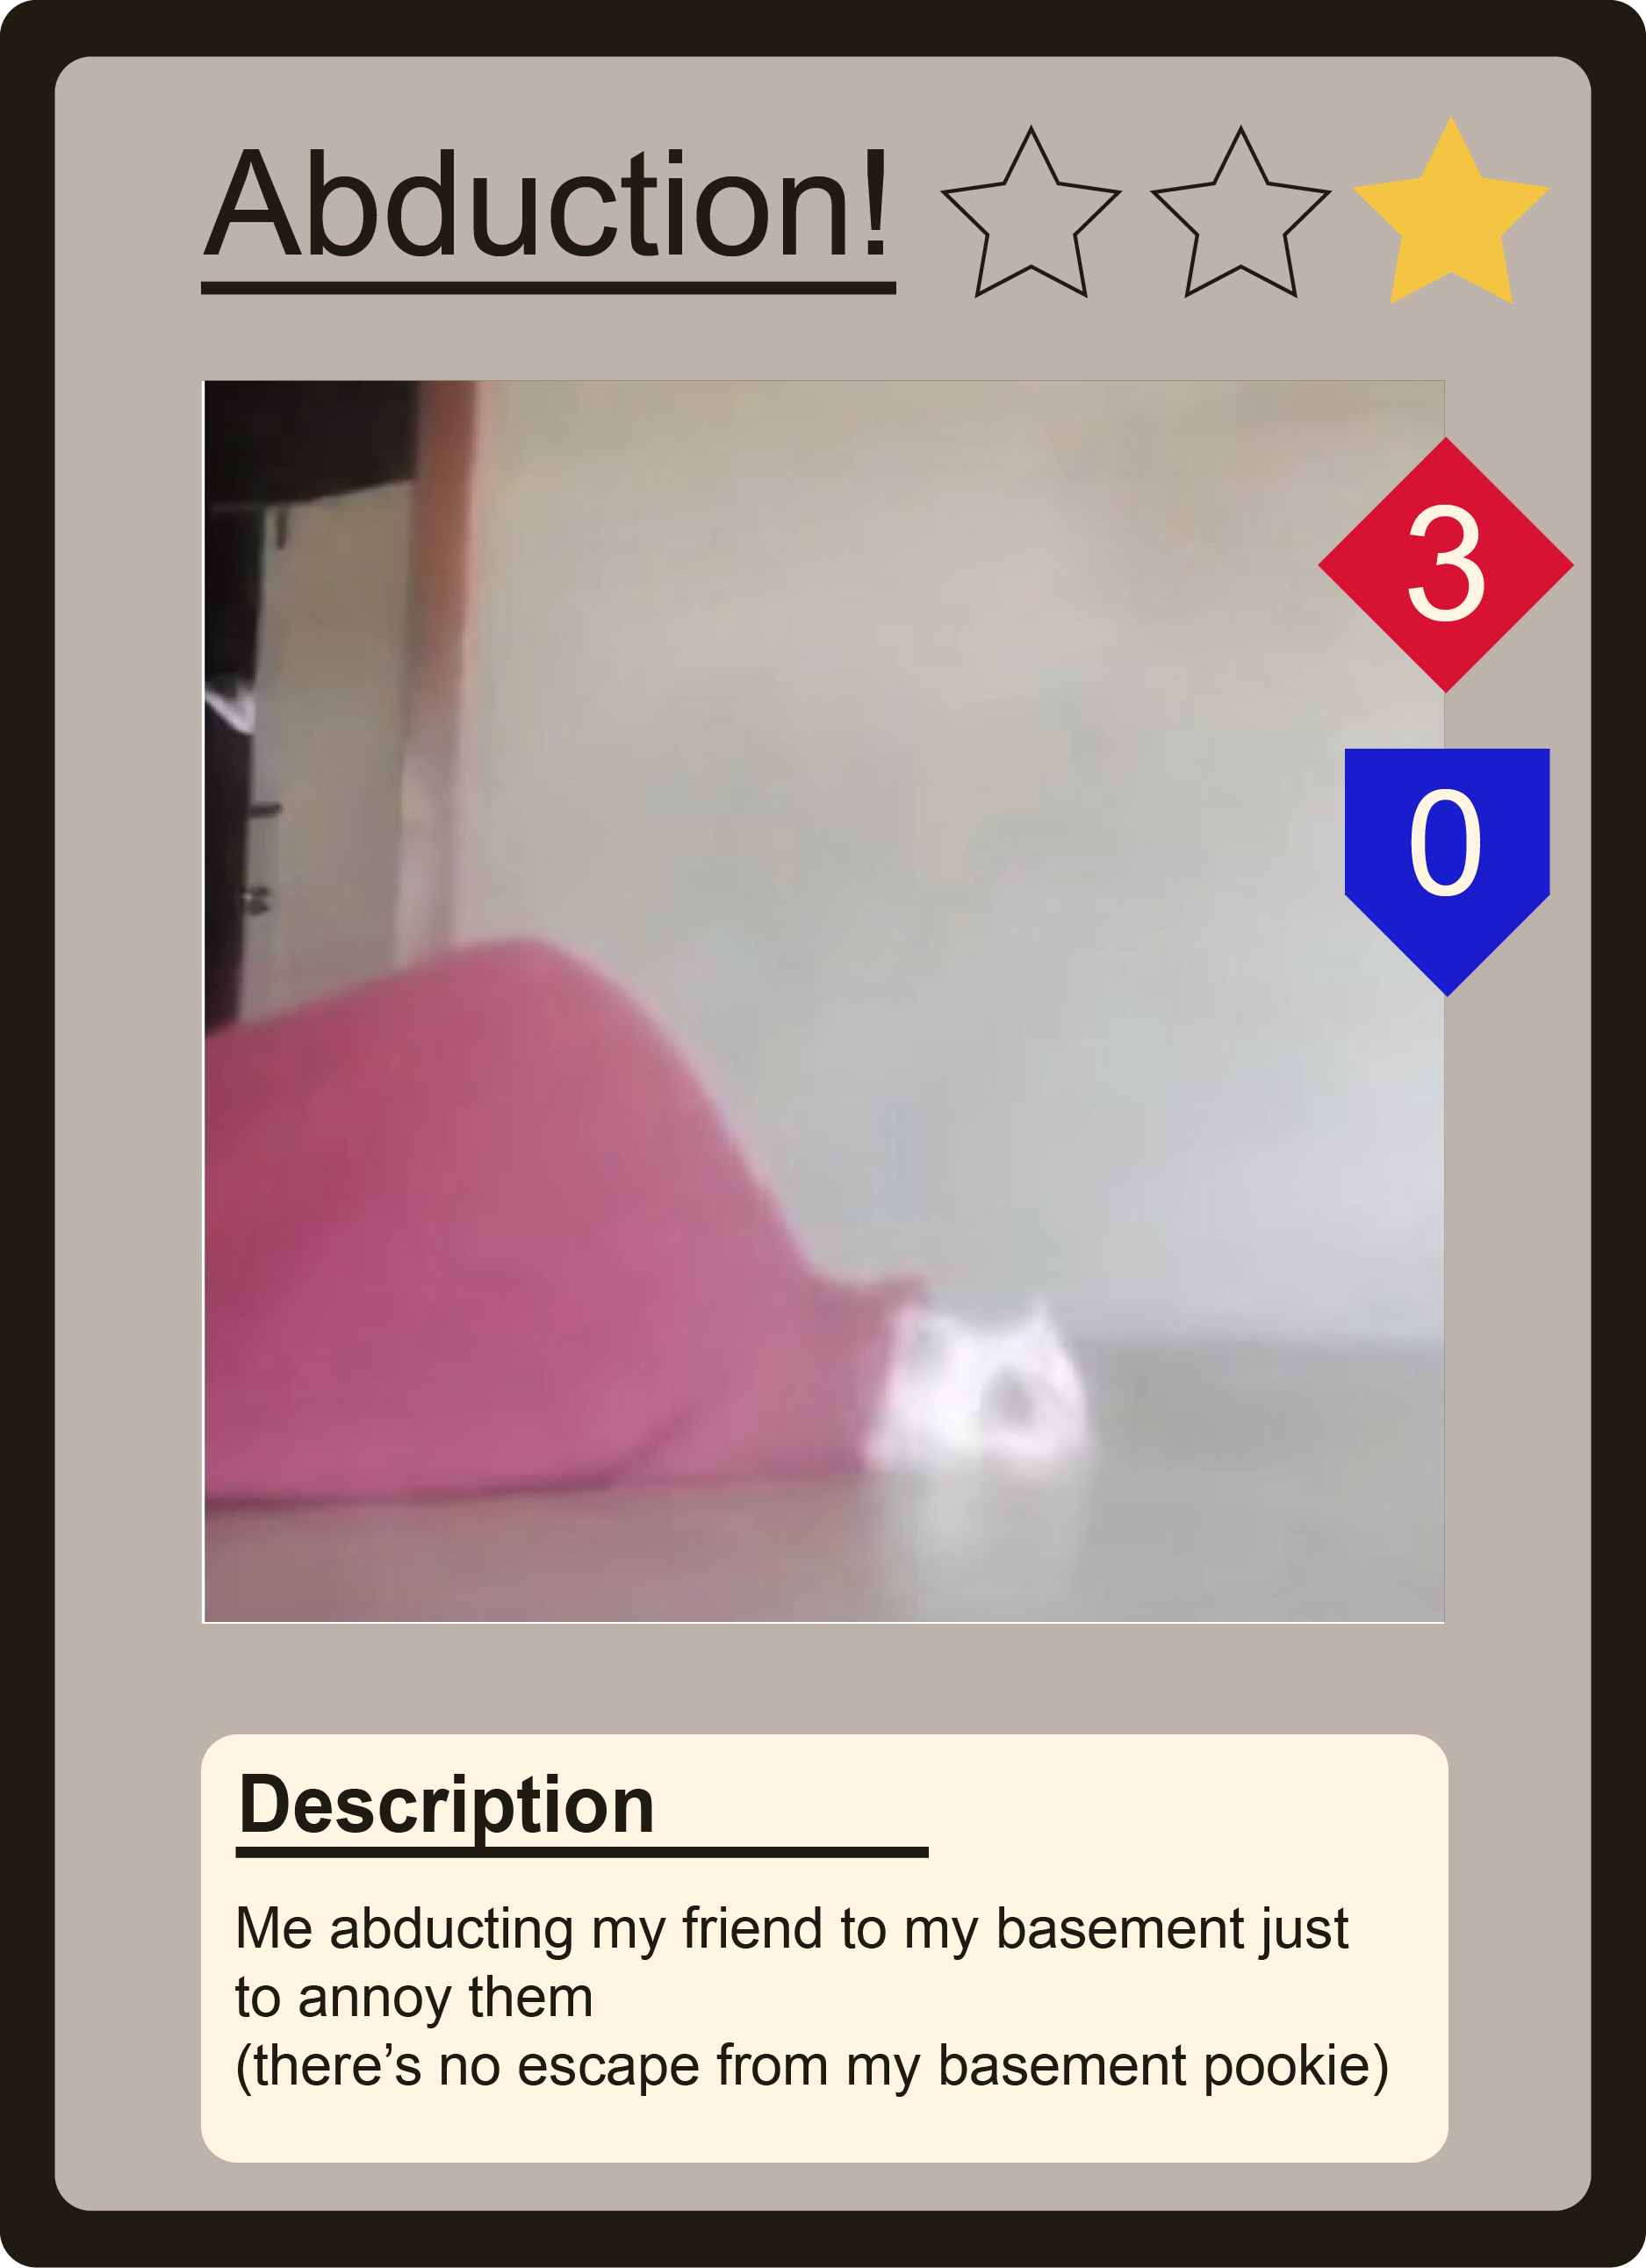 Abduction!
3
0
Description
Me abducting my friend to my basement just
to annoy them
(there’s no escape from my basement pookie)